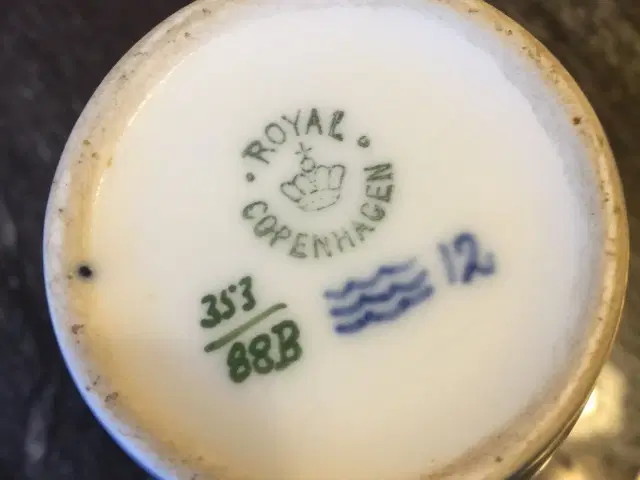 ROYAL
COPENHAGEN
353
88B
12